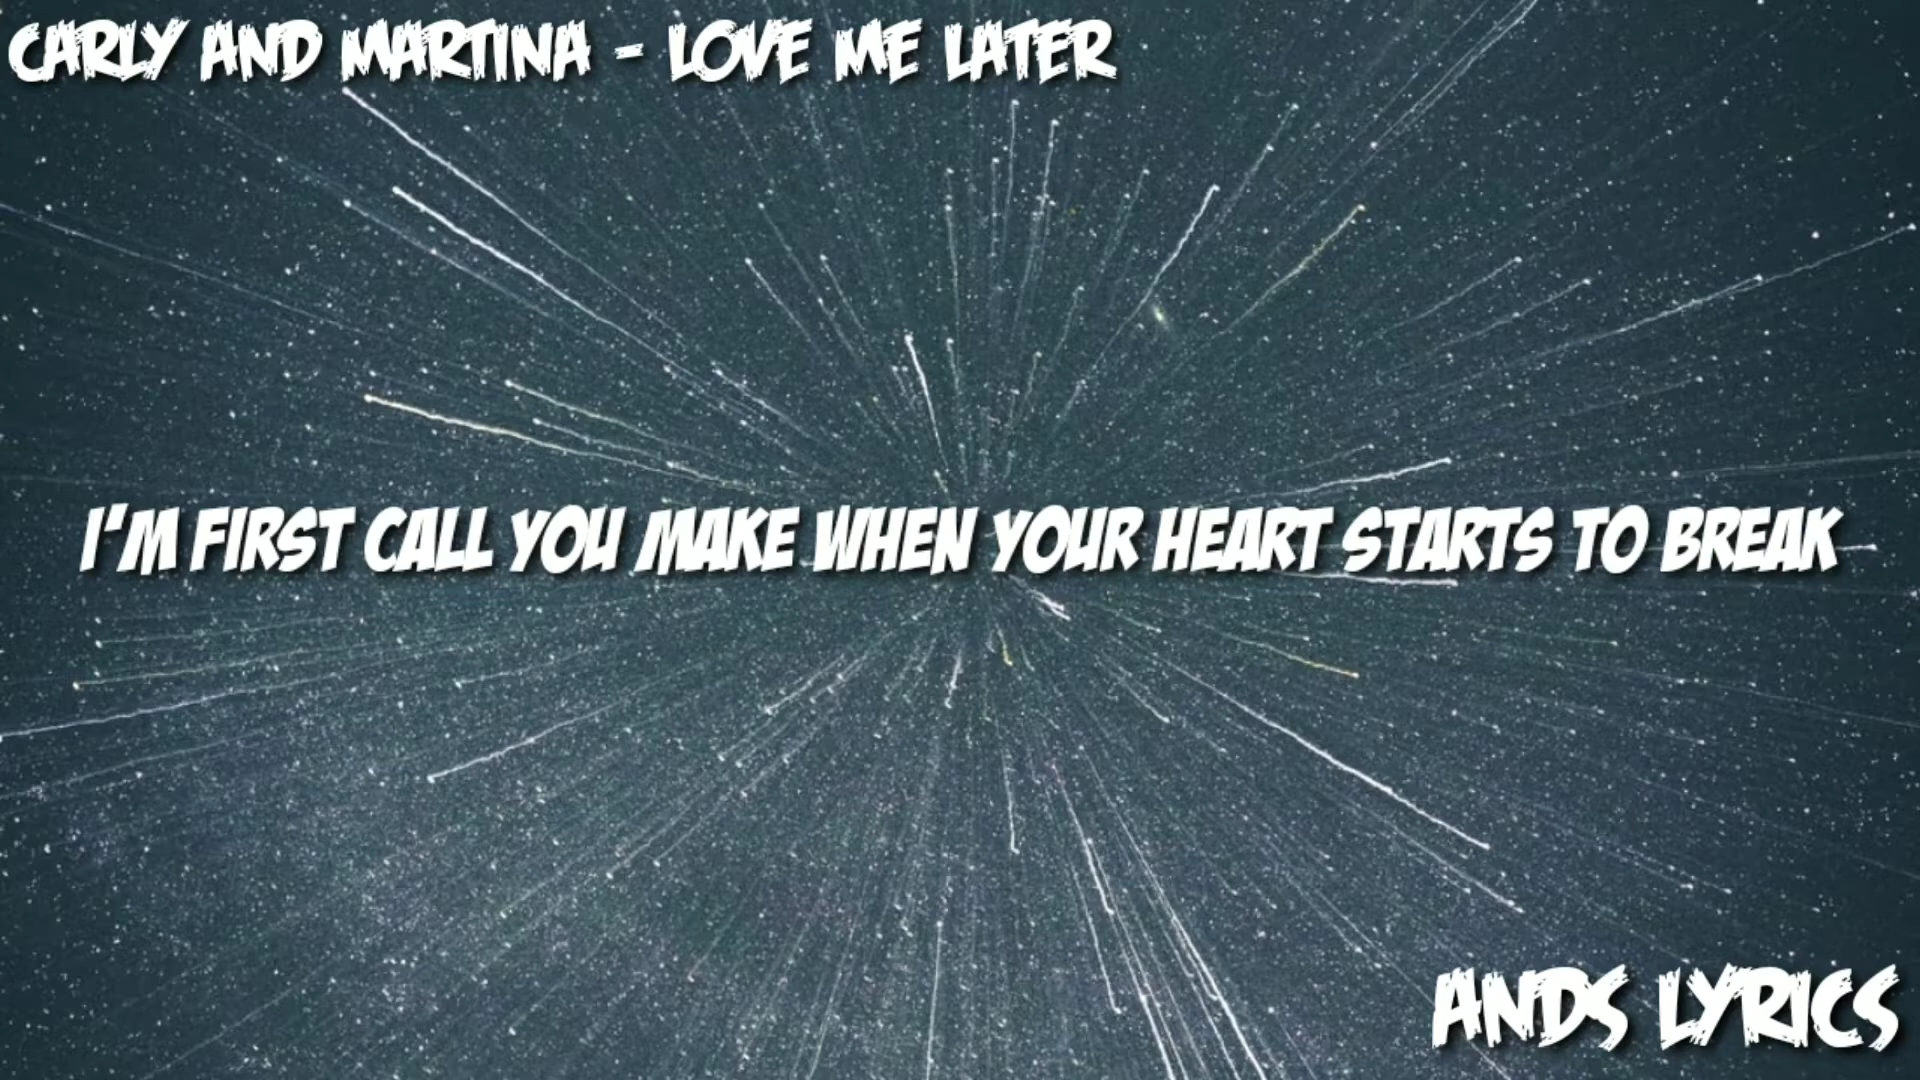 CARLY AND MARTINA - LOVE ME LATER
I'M FIRST CALL YOU MAKE WHEN YOUR HEART STARTS TO BREAK
ANDS LYRICS